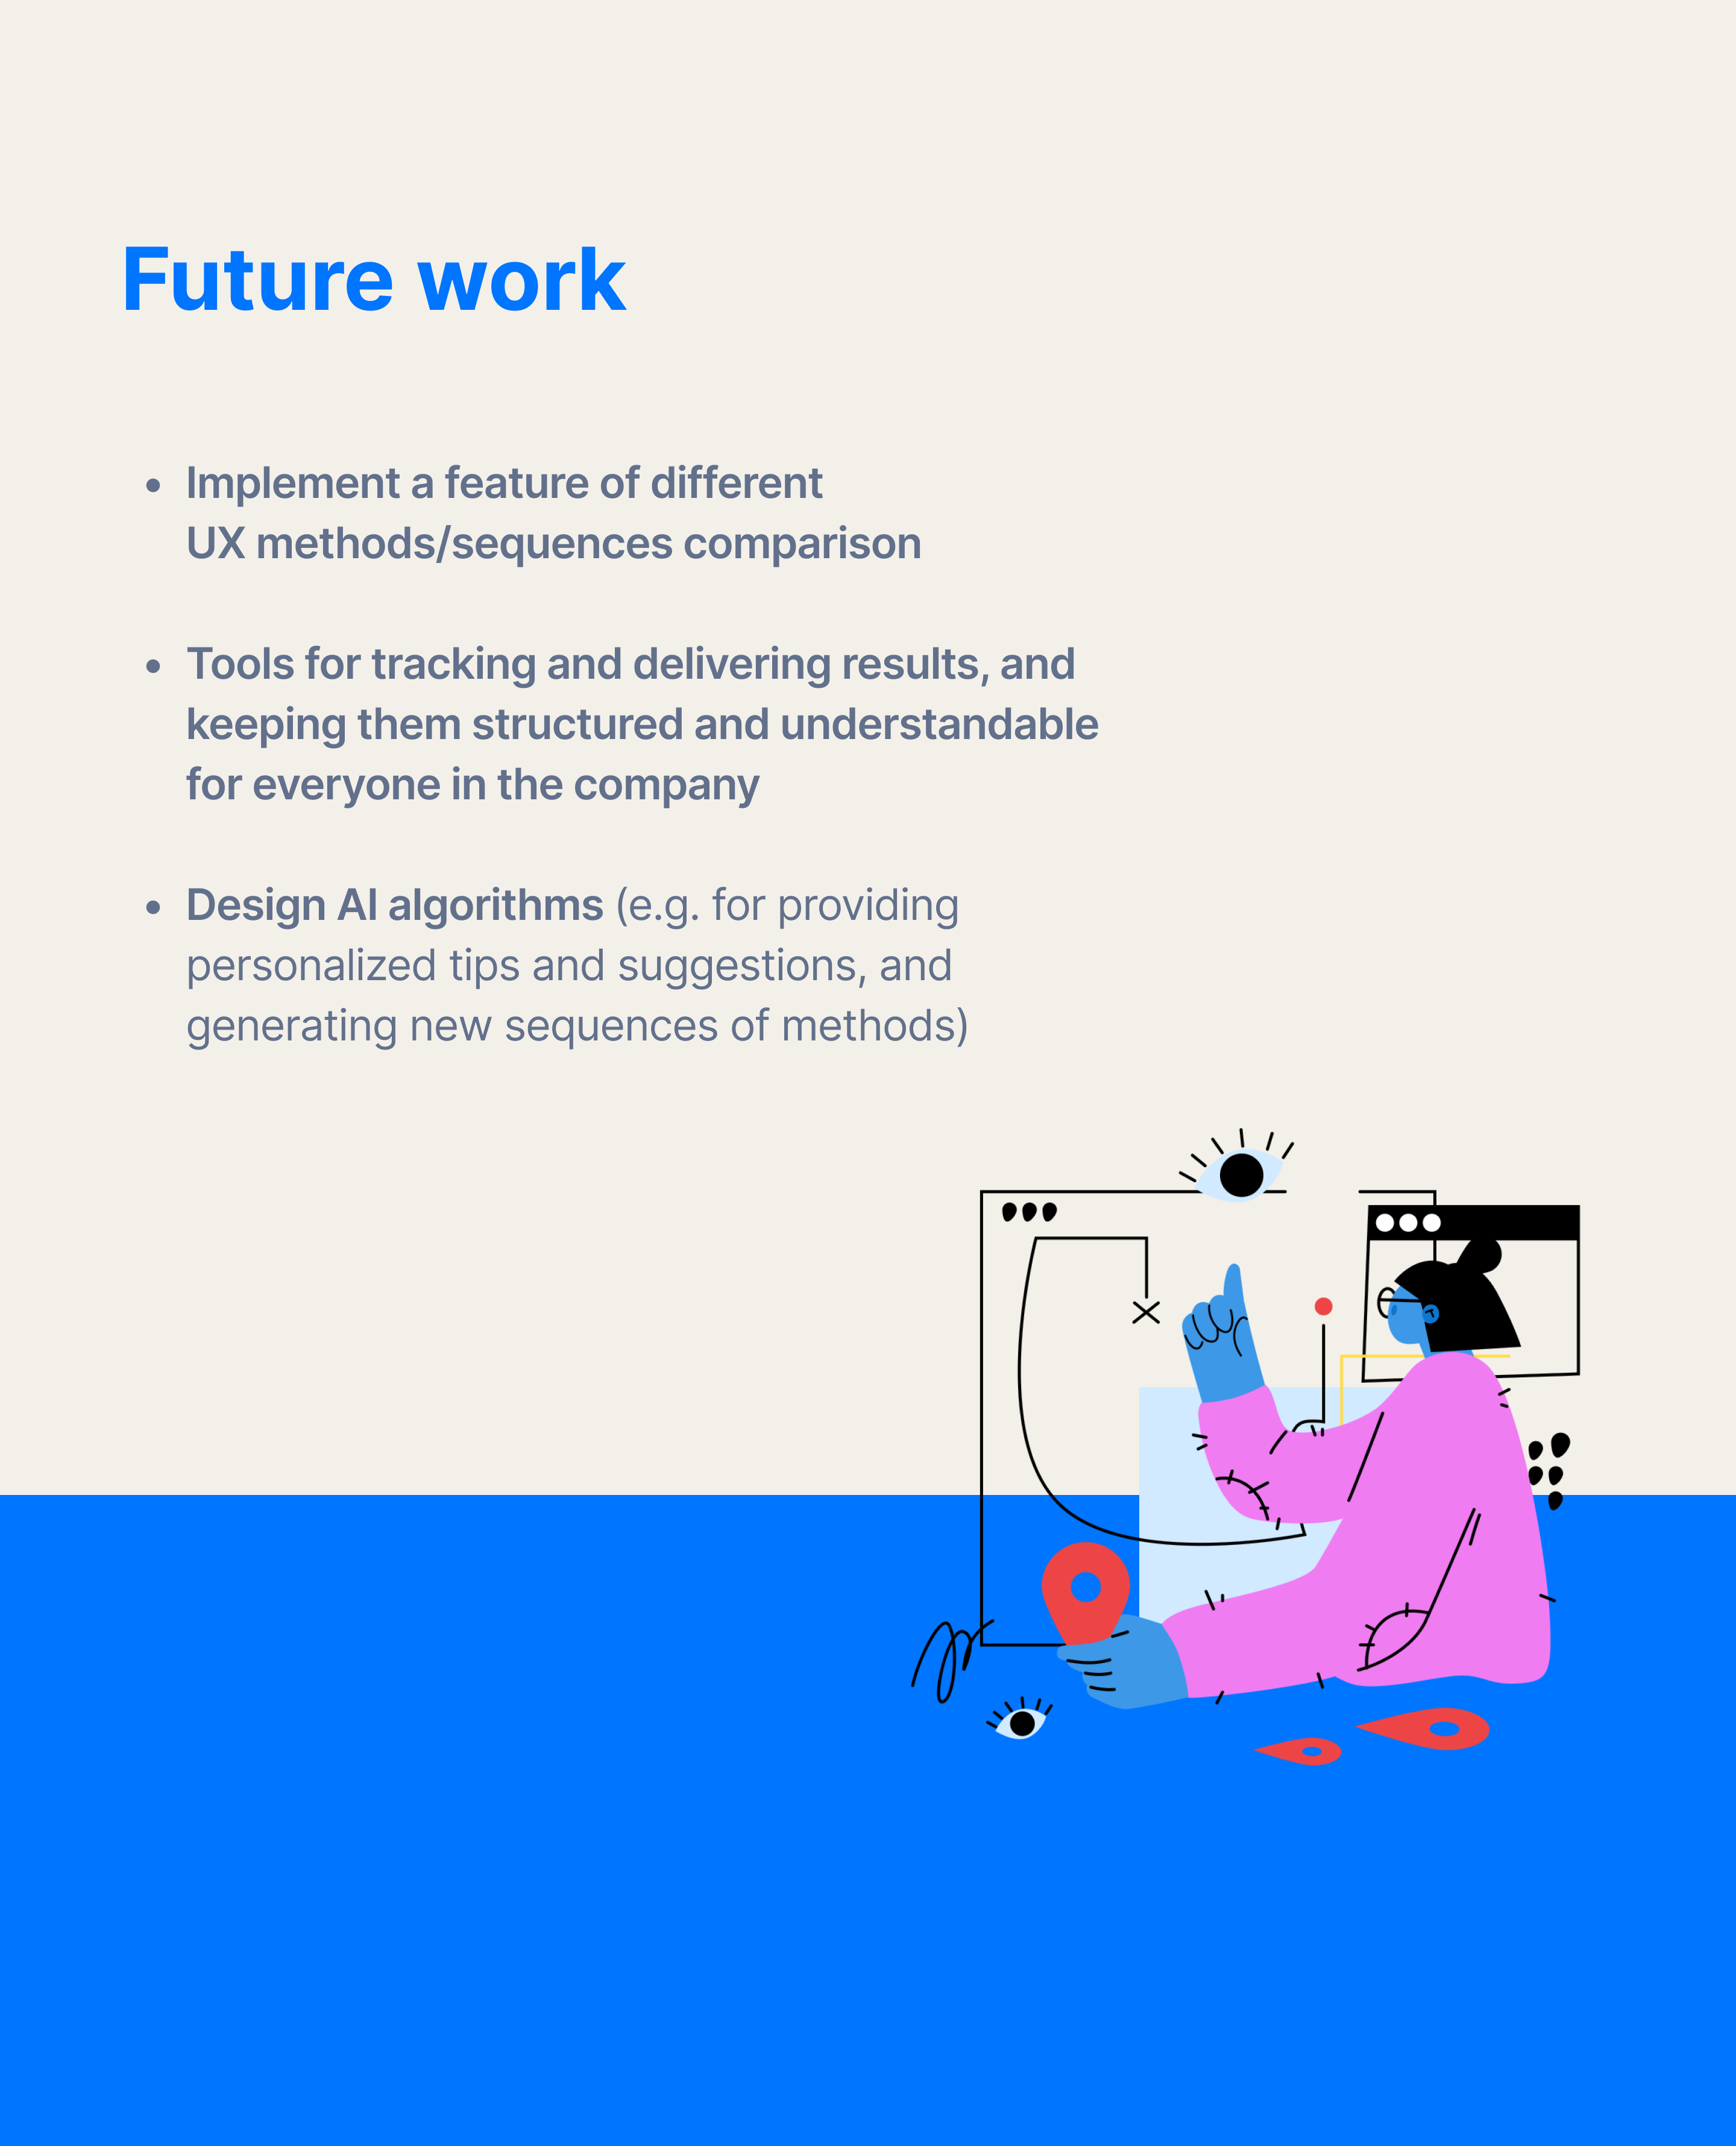 Future work
• Implement a feature of different
UX methods/sequences comparison
• Tools for tracking and delivering results, and
keeping them structured and understandable
for everyone in the company
• Design AI algorithms (e.g. for providing
personalized tips and suggestions, and
generating new sequences of methods)